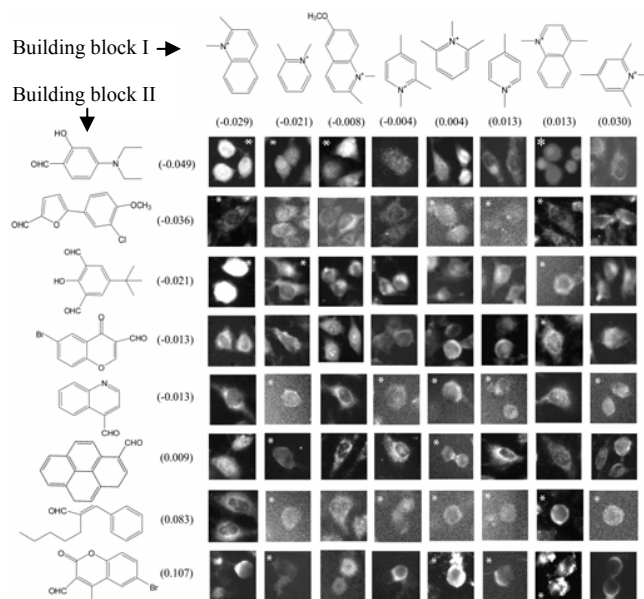 H₃CO
Building block I
N⁺ N⁺ N⁺ N⁺ N⁺ N⁺ N⁺ N⁺
Building block II
(-0.029) (-0.021) (-0.008) (-0.004) (0.004) (0.013) (0.013) (0.030)
HO
OHC N (-0.049)
* * * *
OHC O OCH₃ Cl (-0.036)
* * * *
CHO
HO (-0.021)
CHO
* * *
Br O CHO (-0.013)
O
*
N (-0.013)
CHO
* * * * *
CHO (0.009)
* *
OHC (0.083)
* * * * * *
O O (0.107)
OHC Br
* * *